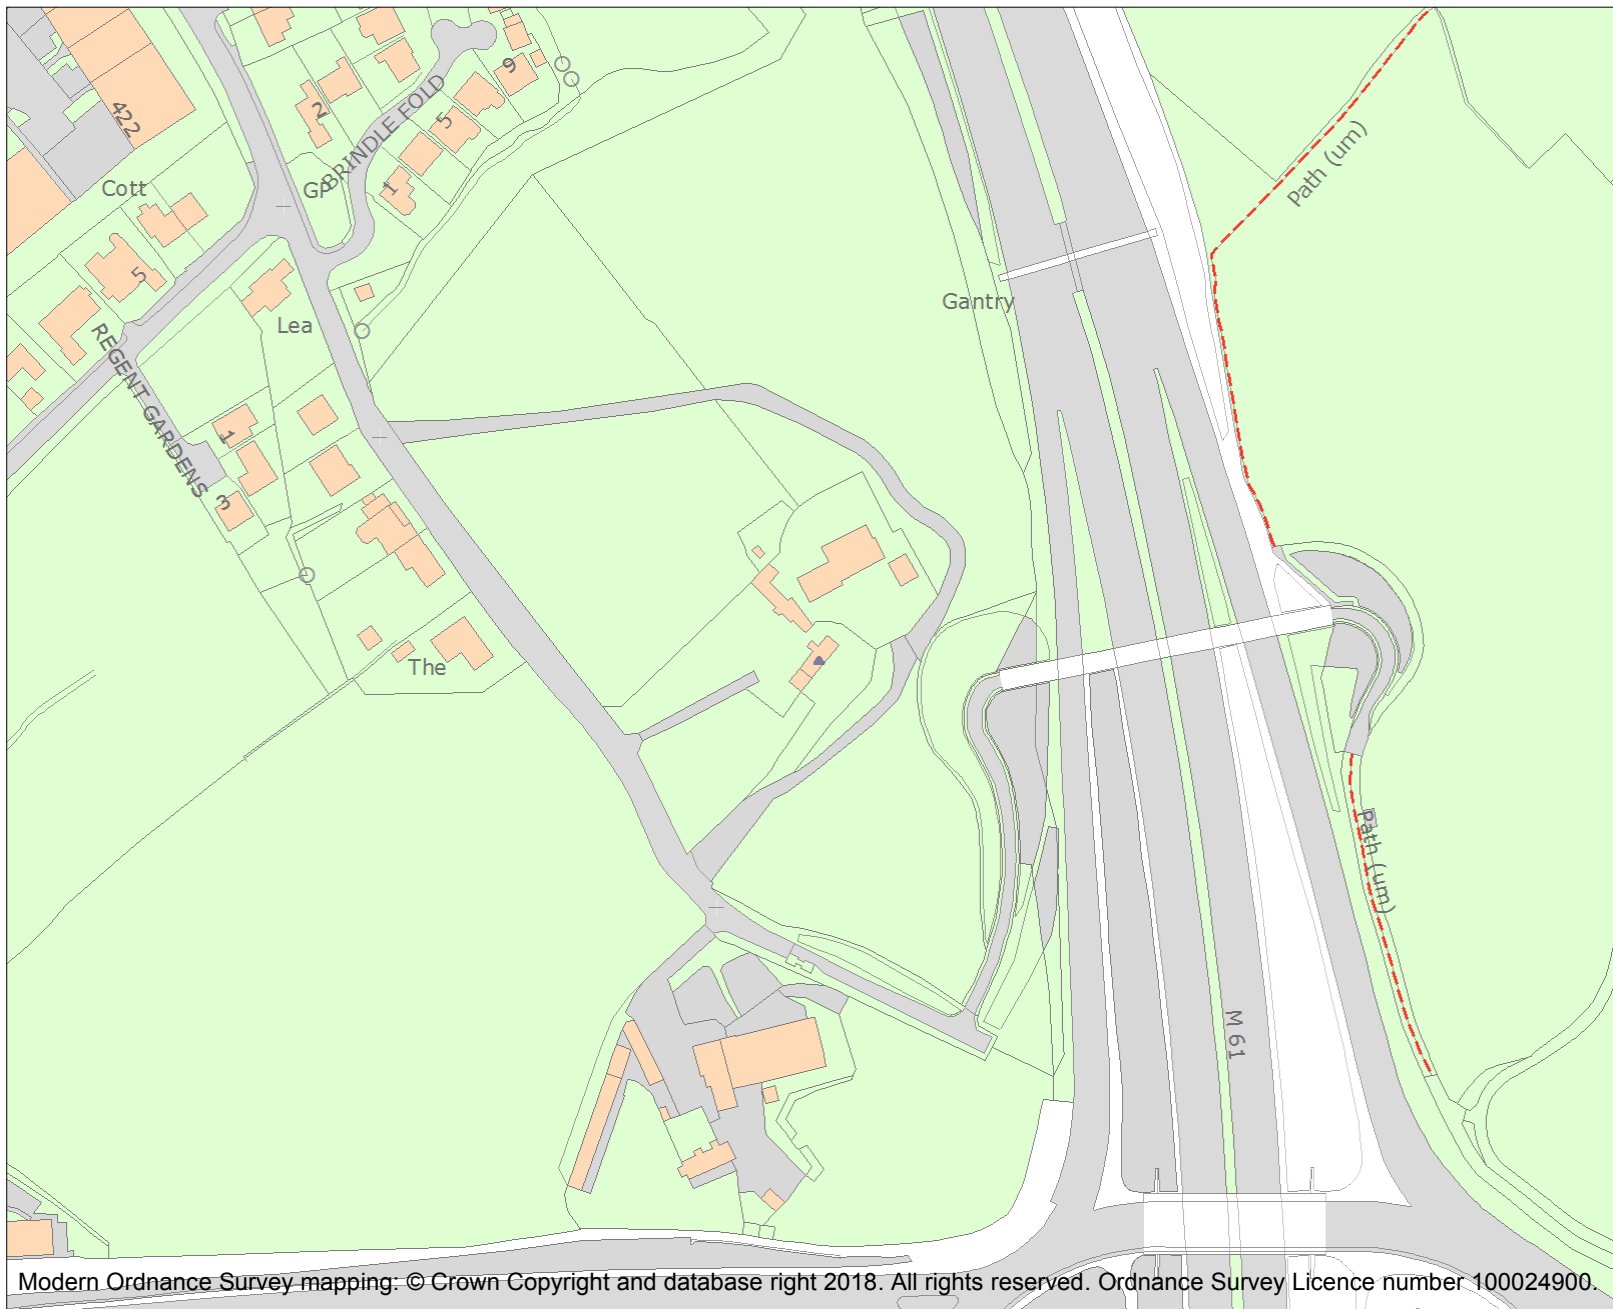 422
2
9
5
1
BRINDLE FOLD
GP
Cott
5
Lea
REGENT GARDENS
1
3
The
Gantry
Path (um)
Path (um)
M 61
Modern Ordnance Survey mapping: © Crown Copyright and database right 2018. All rights reserved. Ordnance Survey Licence number 100024900.